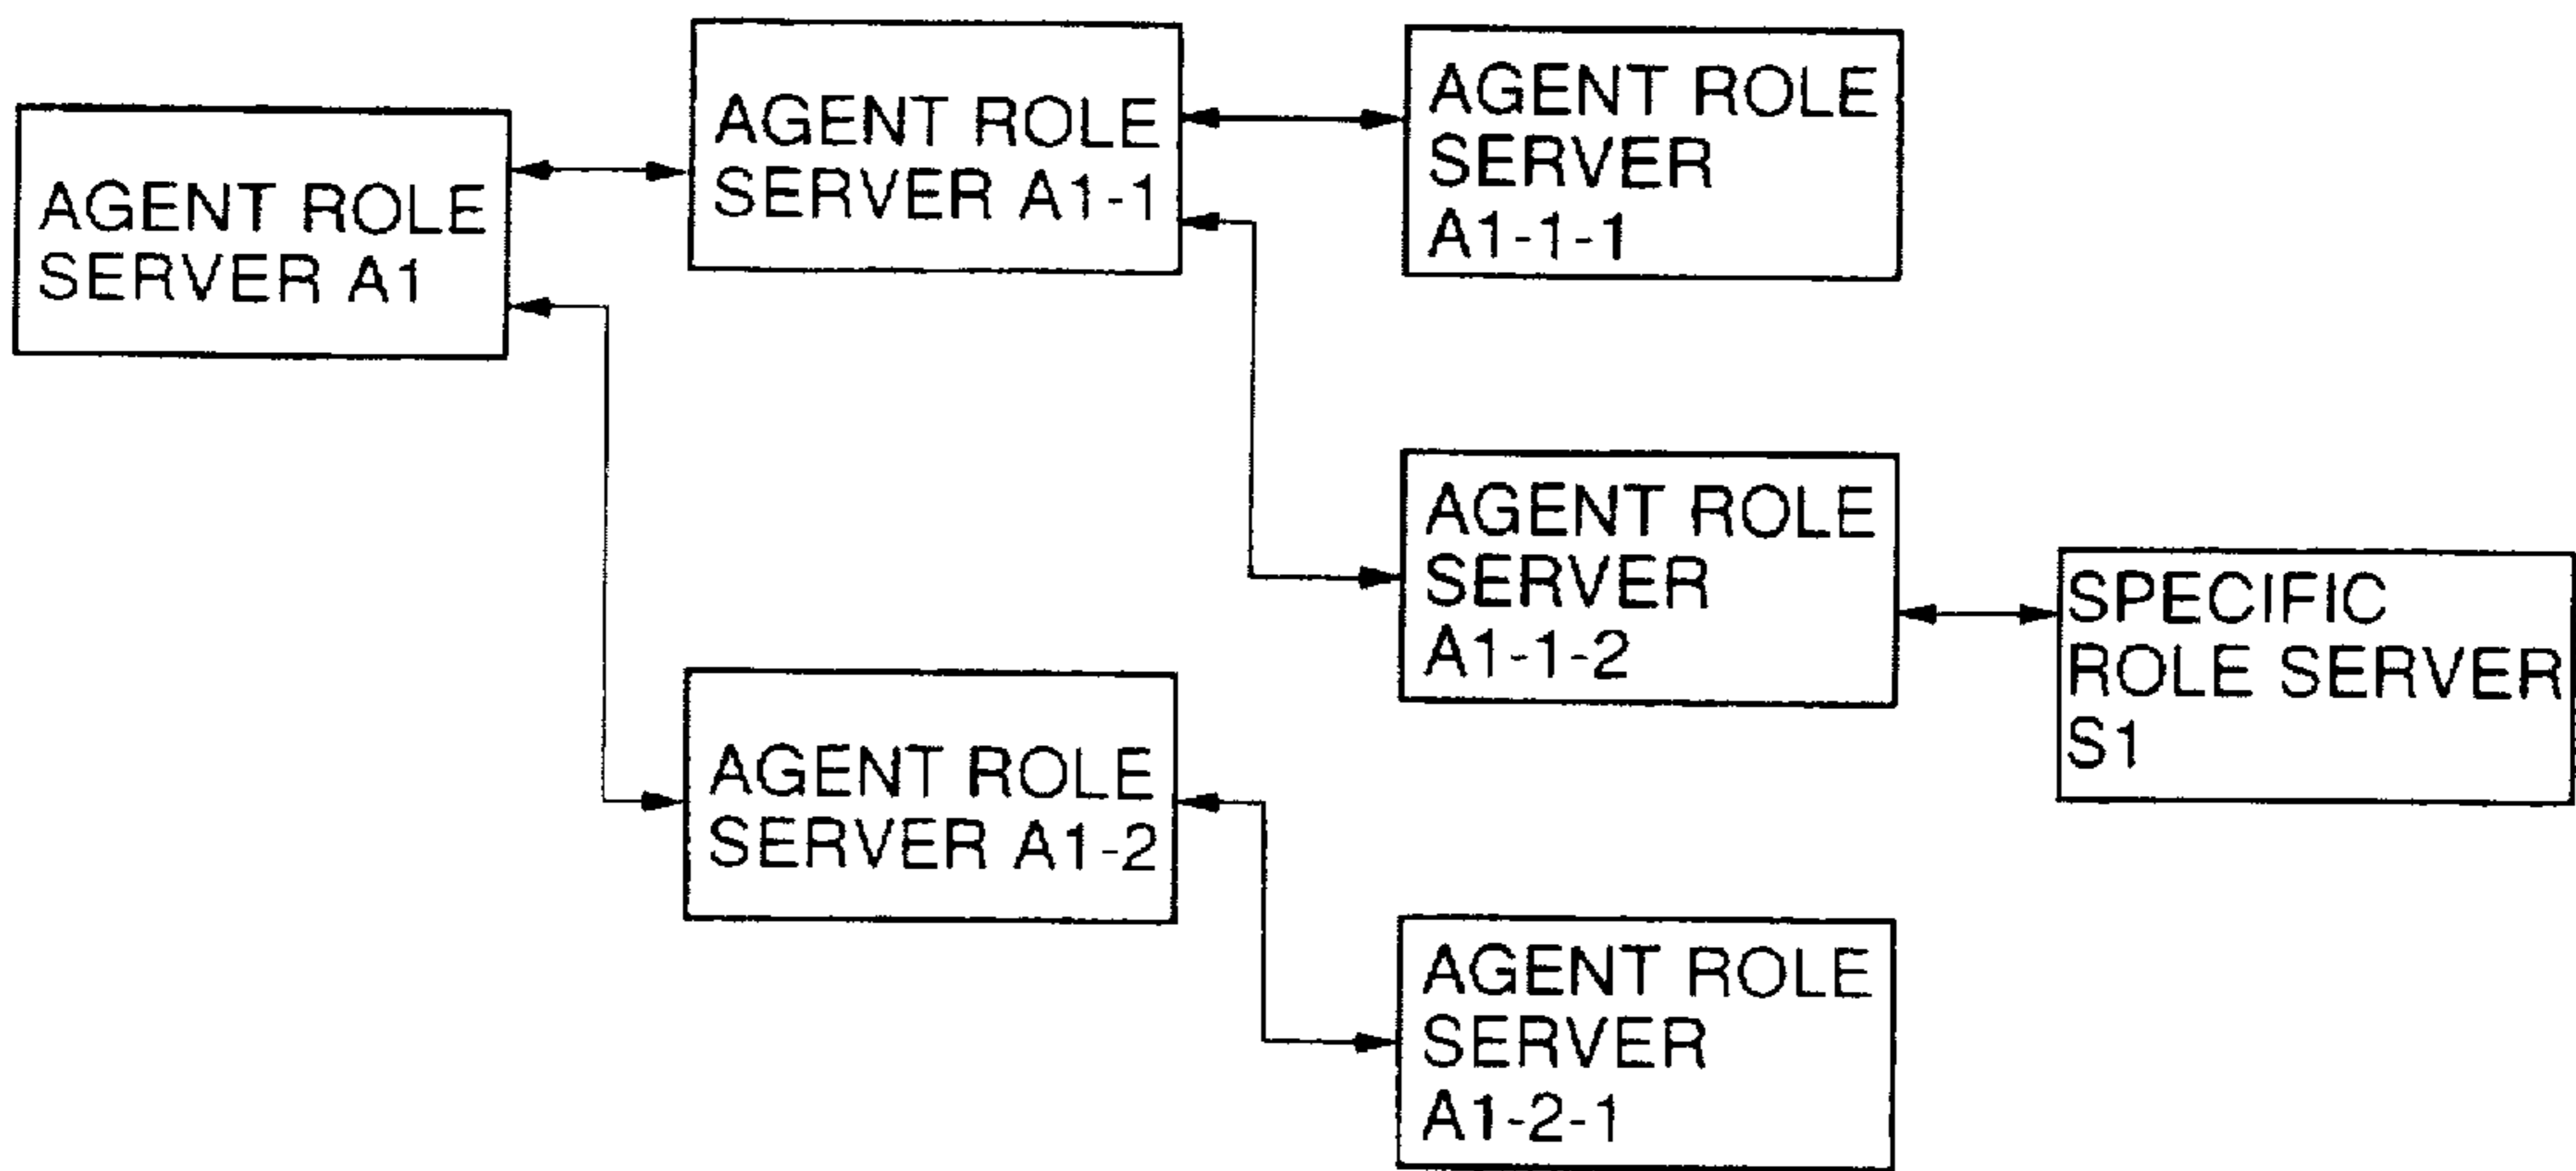 AGENT ROLE
SERVER A1
AGENT ROLE
SERVER A1-1
AGENT ROLE
SERVER
A1-1-1
AGENT ROLE
SERVER
A1-1-2
SPECIFIC
ROLE SERVER
S1
AGENT ROLE
SERVER A1-2
AGENT ROLE
SERVER
A1-2-1